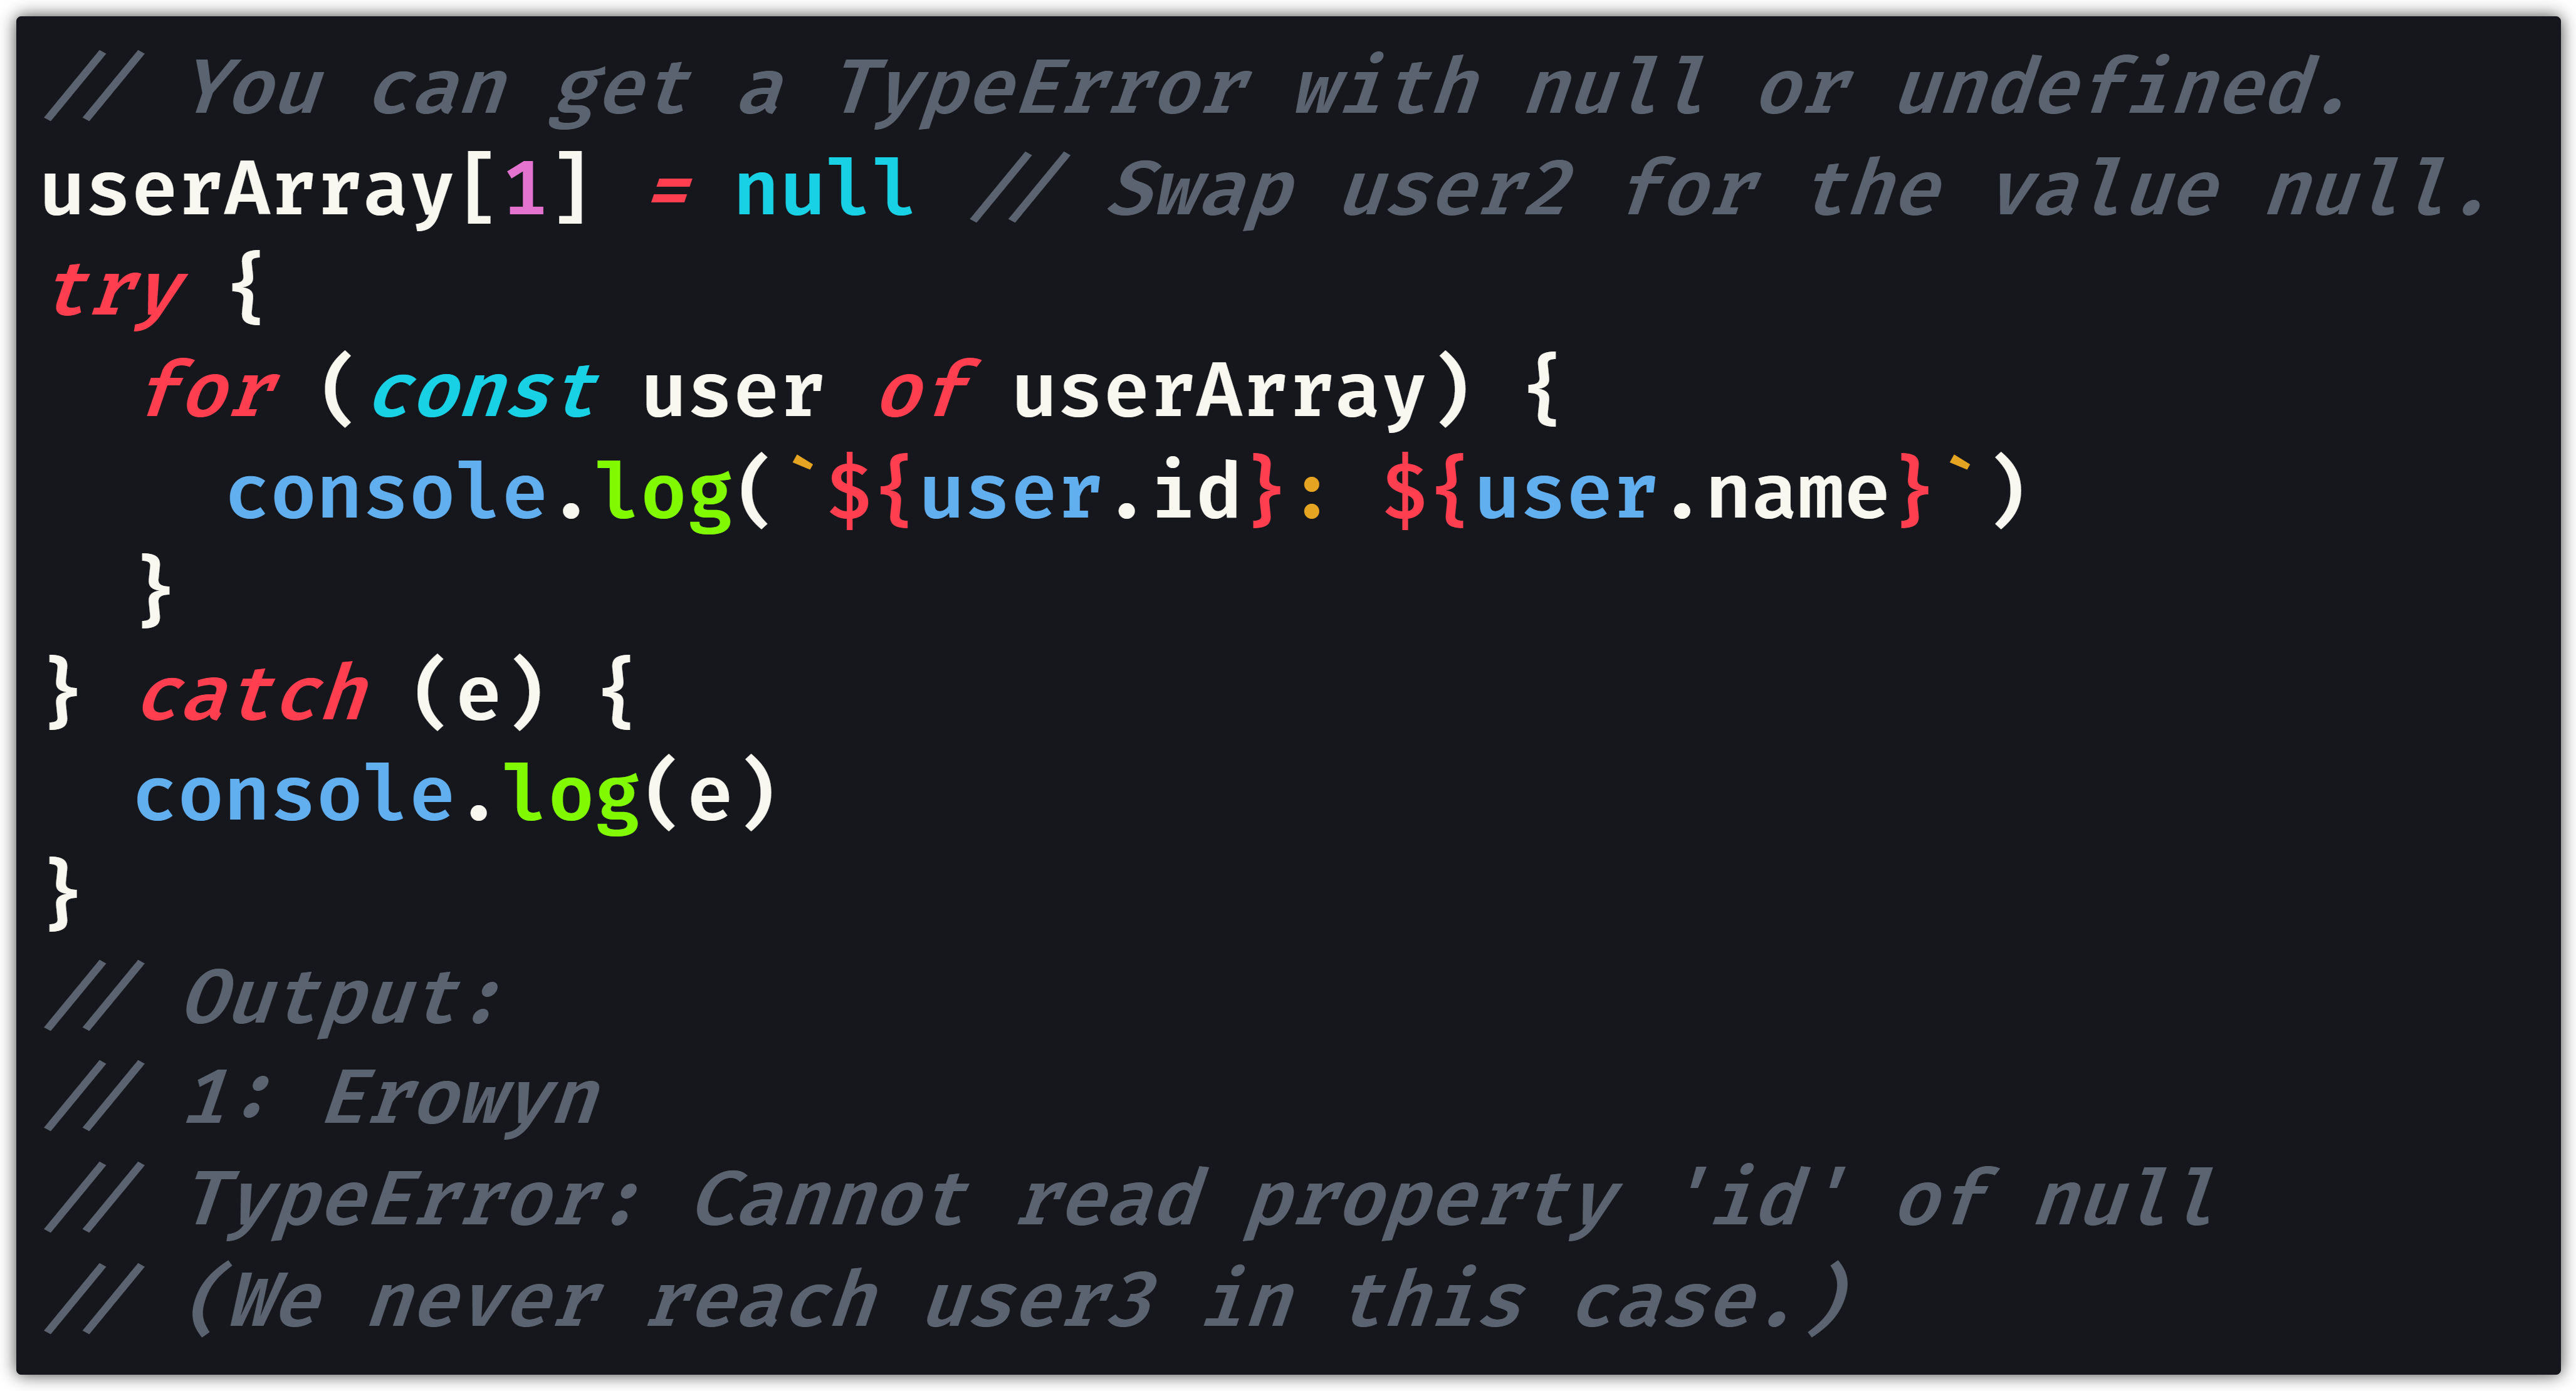 // You can get a TypeError with null or undefined.
userArray[1] = null // Swap user2 for the value null.
try {
  for (const user of userArray) {
    console.log(`${user.id}: ${user.name}`)
  }
} catch (e) {
  console.log(e)
}
// Output:
// 1: Erowyn
// TypeError: Cannot read property 'id' of null
// (We never reach user3 in this case.)